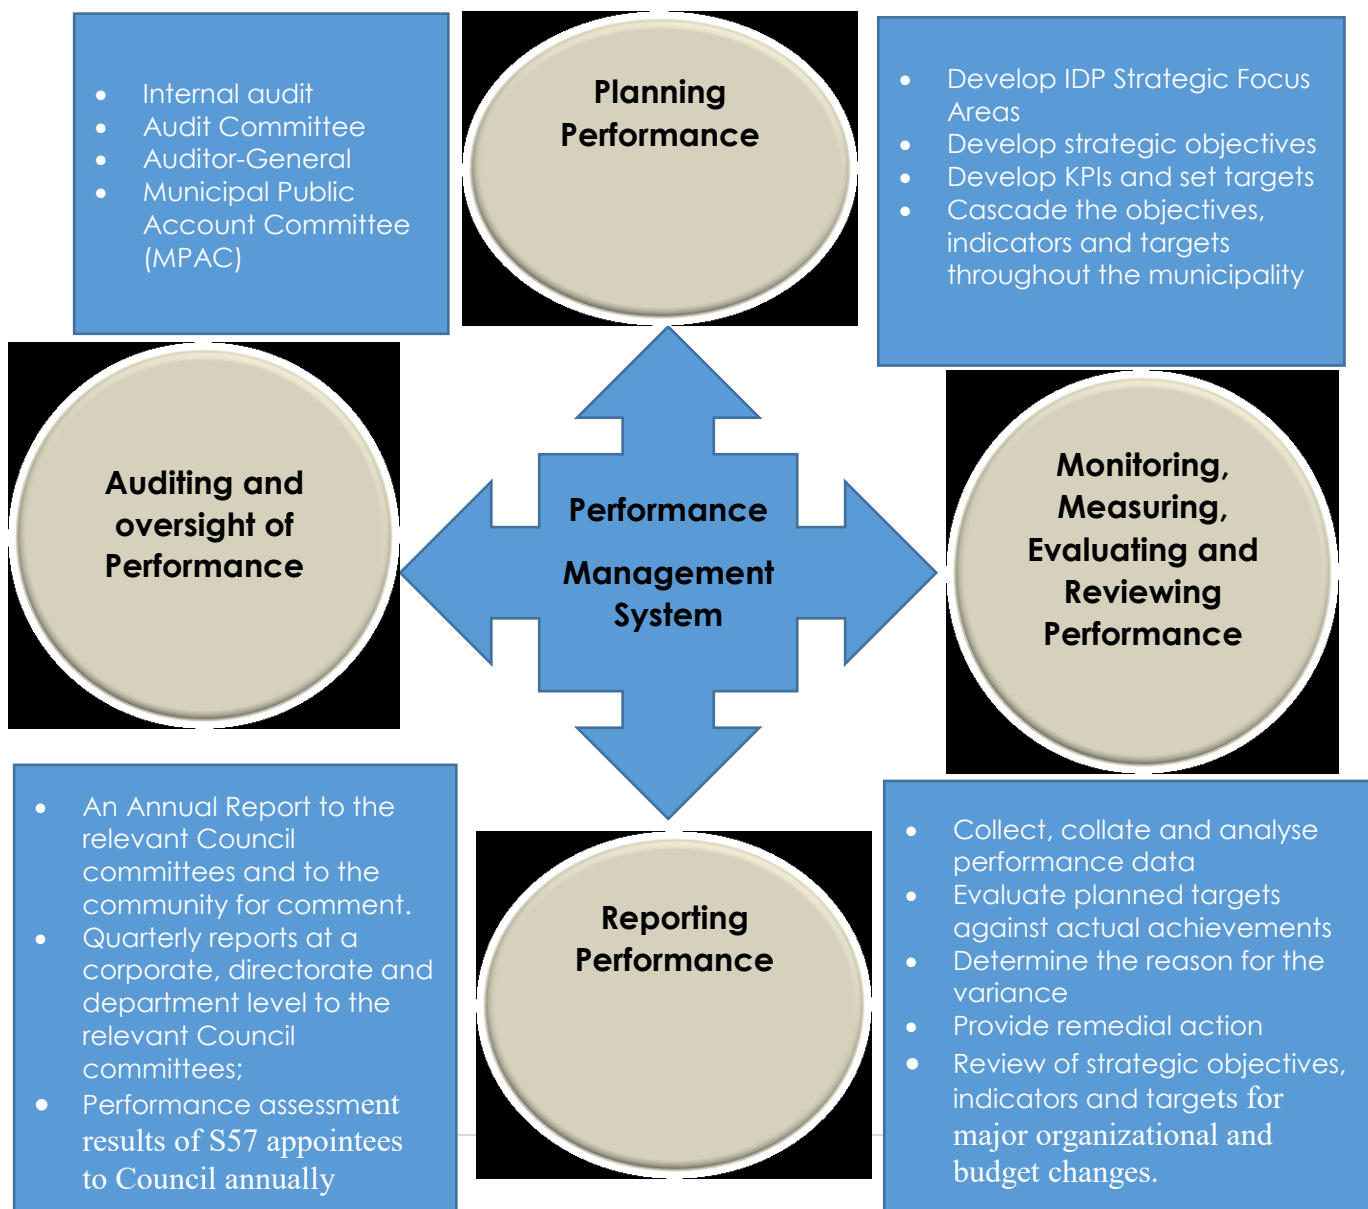 • Internal audit
• Audit Committee
• Auditor-General
• Municipal Public
Account Committee
(MPAC)
Planning
Performance
• Develop IDP Strategic Focus
Areas
• Develop strategic objectives
• Develop KPIs and set targets
• Cascade the objectives,
indicators and targets
throughout the municipality
Auditing and
oversight of
Performance
Performance
Management
System
Monitoring,
Measuring,
Evaluating and
Reviewing
Performance
• An Annual Report to the
relevant Council
committees and to the
community for comment.
• Quarterly reports at a
corporate, directorate and
department level to the
relevant Council
committees;
• Performance assessment
results of S57 appointees
to Council annually
Reporting
Performance
• Collect, collate and analyse
performance data
• Evaluate planned targets
against actual achievements
• Determine the reason for the
variance
• Provide remedial action
• Review of strategic objectives,
indicators and targets for
major organizational and
budget changes.